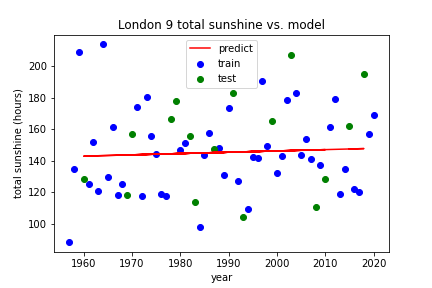 London 9 total sunshine vs. model
predict
train
test
total sunshine (hours)
200
180
160
140
120
100
1960
1970
1980
1990
2000
2010
2020
year